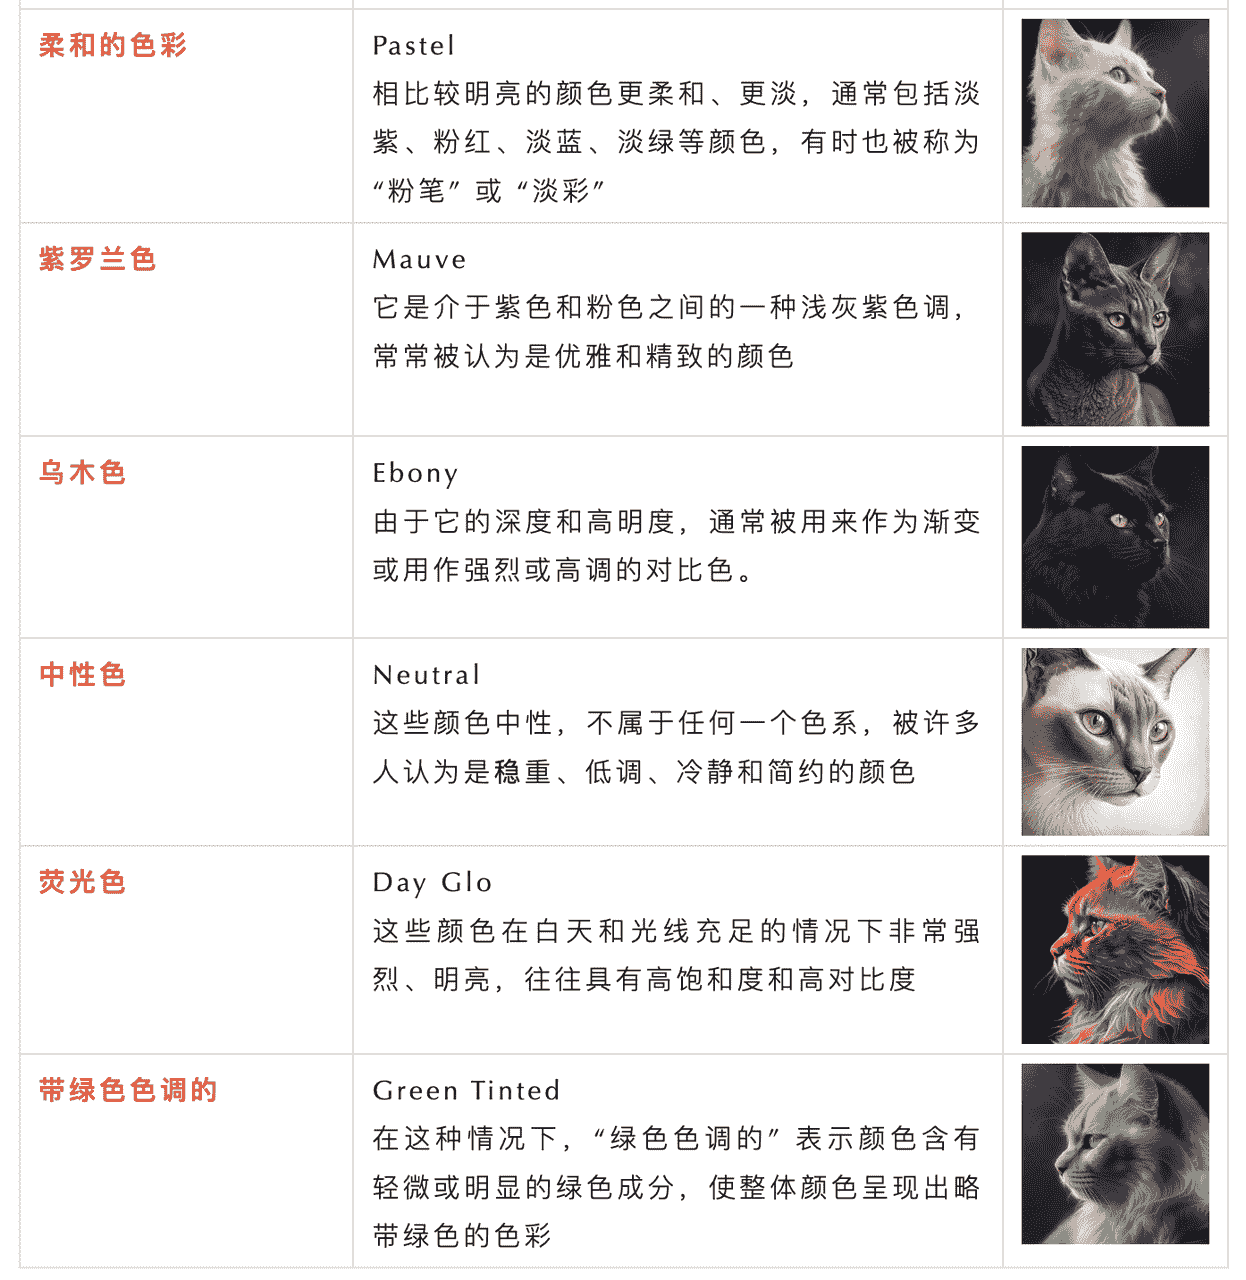 柔和的色彩
Pastel
相比较明亮的颜色更柔和、更淡，通常包括淡
紫、粉红、淡蓝、淡绿等颜色，有时也被称为
“粉笔”或“淡彩”
紫罗兰色
Mauve
它是介于紫色和粉色之间的一种浅灰紫色调，
常常被认为是优雅和精致的颜色
乌木色
Ebony
由于它的深度和高明度，通常被用来作为渐变
或用作强烈或高调的对比色。
中性色
Neutral
这些颜色中性，不属于任何一个色系，被许多
人认为是稳重、低调、冷静和简约的颜色
荧光色
Day Glo
这些颜色在白天和光线充足的情况下非常强
烈、明亮，往往具有高饱和度和高对比度
带绿色色调的
Green Tinted
在这种情况下，“绿色色调的”表示颜色含有
轻微或明显的绿色成分，使整体颜色呈现出略
带绿色的色彩